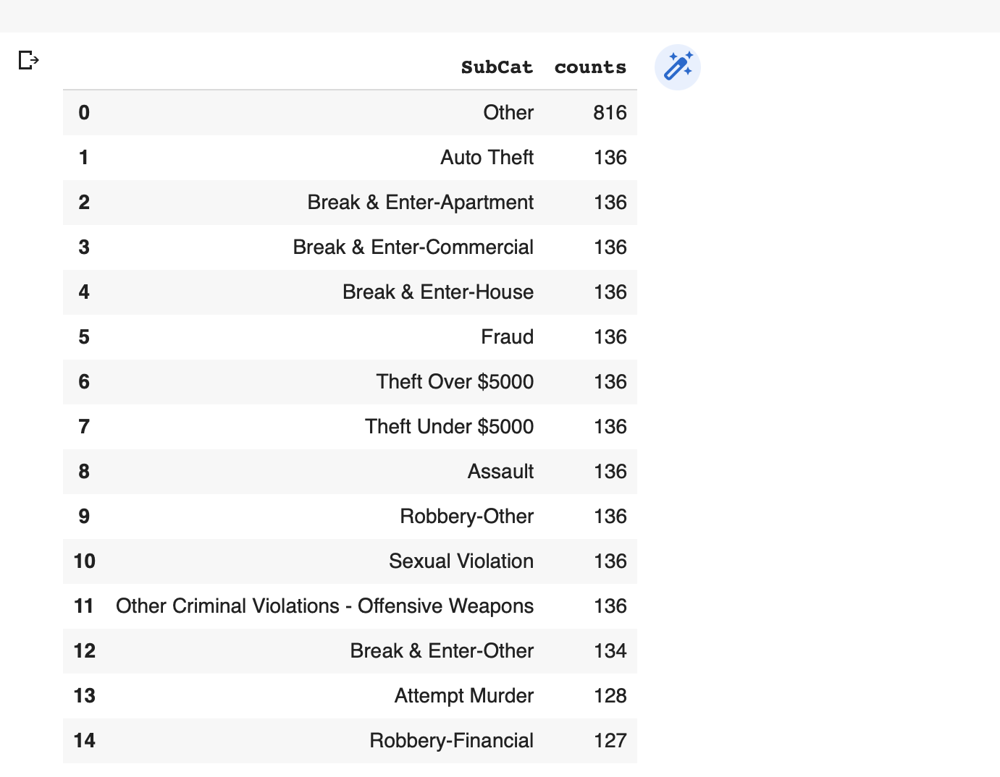 SubCat counts
0 Other 816
1 Auto Theft 136
2 Break & Enter-Apartment 136
3 Break & Enter-Commercial 136
4 Break & Enter-House 136
5 Fraud 136
6 Theft Over $5000 136
7 Theft Under $5000 136
8 Assault 136
9 Robbery-Other 136
10 Sexual Violation 136
11 Other Criminal Violations - Offensive Weapons 136
12 Break & Enter-Other 134
13 Attempt Murder 128
14 Robbery-Financial 127